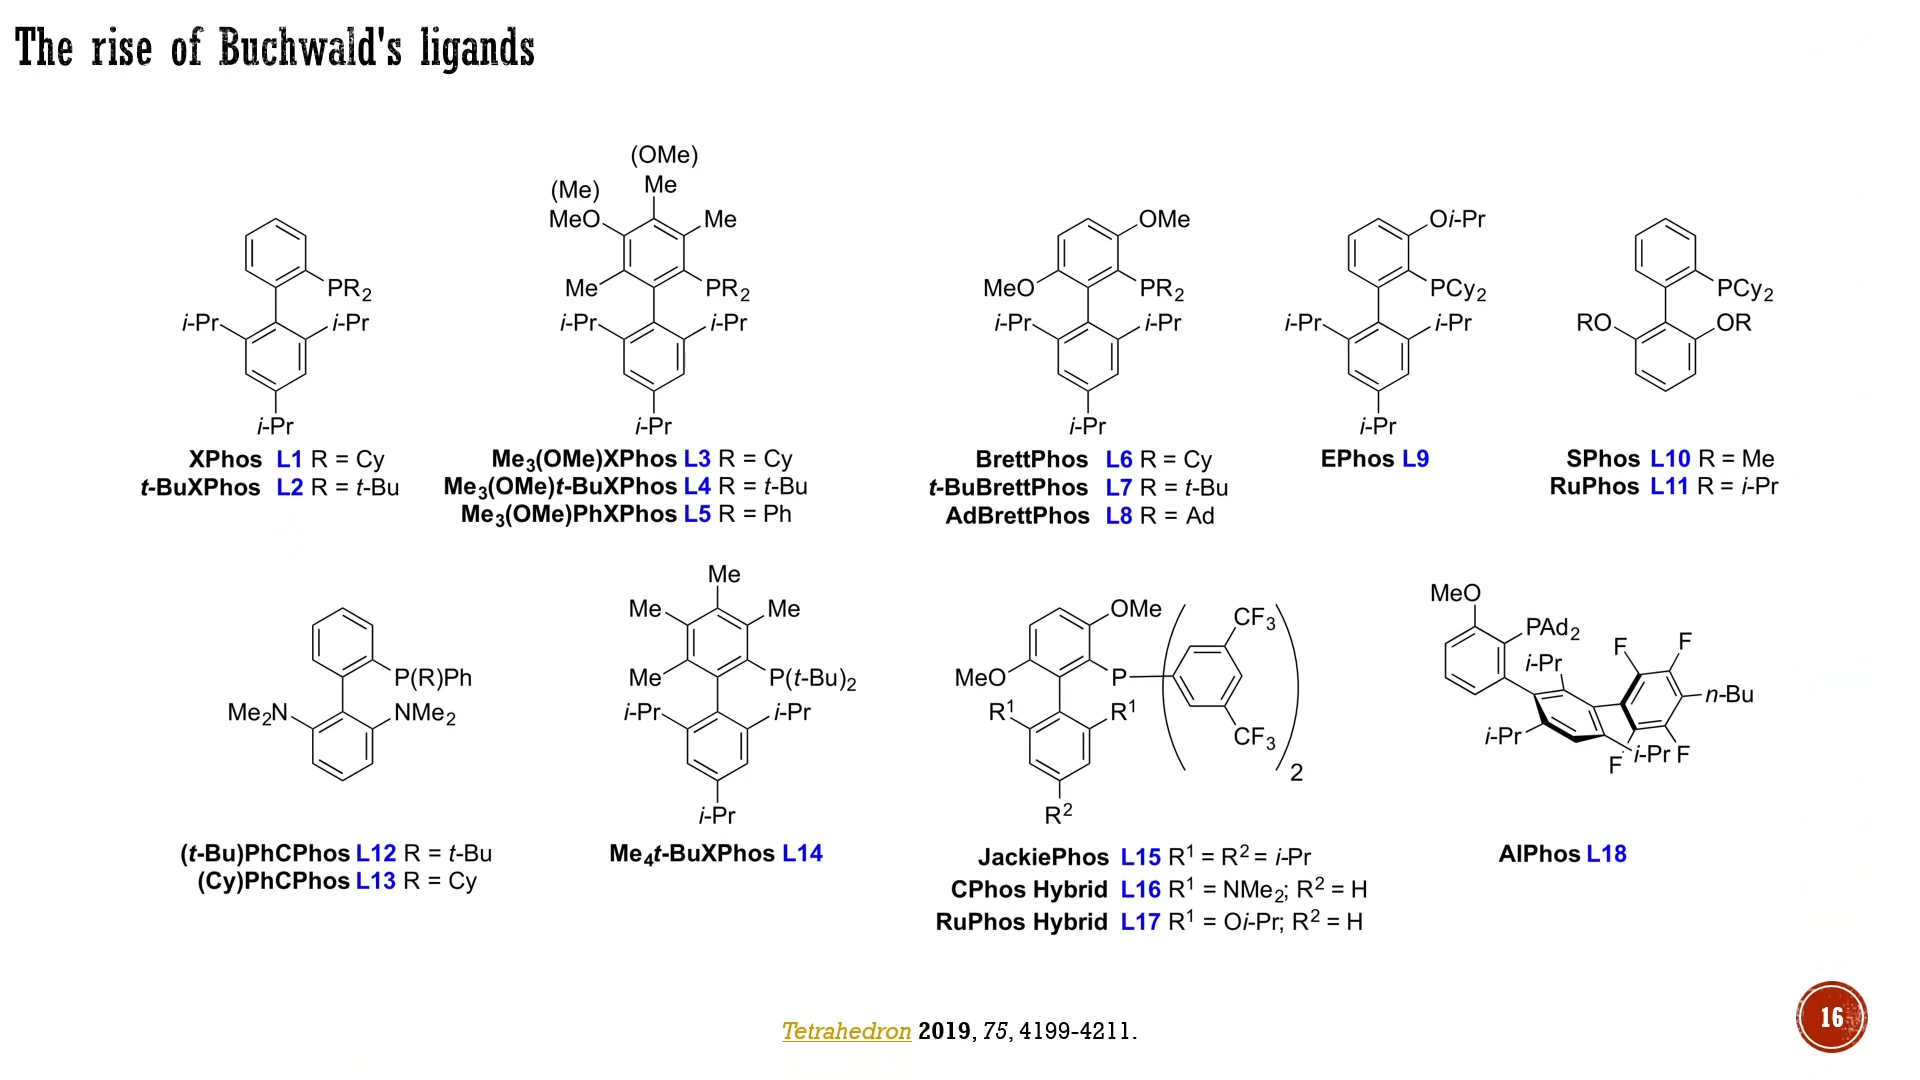 The rise of Buchwald's ligands
PR₂
i-Pr
i-Pr
i-Pr
XPhos L1 R = Cy
t-BuXPhos L2 R = t-Bu
(OMe)
(Me)
Me
MeO
Me
Me
PR₂
i-Pr
i-Pr
i-Pr
Me₃(OMe)XPhos L3 R = Cy
Me₃(OMe)t-BuXPhos L4 R = t-Bu
Me₃(OMe)PhXPhos L5 R = Ph
OMe
MeO
PR₂
i-Pr
i-Pr
i-Pr
BrettPhos L6 R = Cy
t-BuBrettPhos L7 R = t-Bu
AdBrettPhos L8 R = Ad
Oi-Pr
PCy₂
i-Pr
i-Pr
i-Pr
EPhos L9
PCy₂
RO
OR
SPhos L10 R = Me
RuPhos L11 R = i-Pr
P(R)Ph
Me₂N
NMe₂
(t-Bu)PhCPhos L12 R = t-Bu
(Cy)PhCPhos L13 R = Cy
Me
Me
Me
Me
P(t-Bu)₂
i-Pr
i-Pr
i-Pr
Me₄t-BuXPhos L14
OMe
CF₃
MeO
P
R¹
R¹
CF₃
2
R²
JackiePhos L15 R¹ = R² = i-Pr
CPhos Hybrid L16 R¹ = NMe₂; R² = H
RuPhos Hybrid L17 R¹ = Oi-Pr; R² = H
MeO
PAd₂
F
F
i-Pr
n-Bu
i-Pr
i-Pr
F
F
AlPhos L18
Tetrahedron 2019, 75, 4199-4211.
16